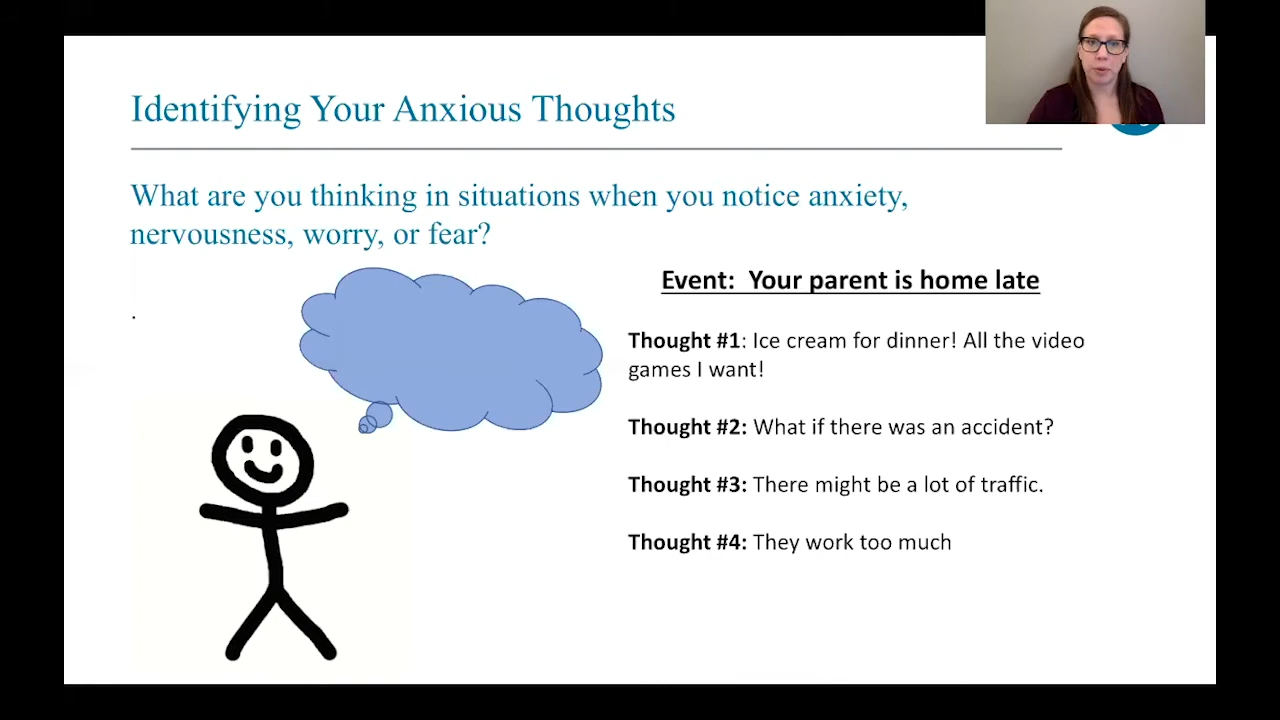 Identifying Your Anxious Thoughts
What are you thinking in situations when you notice anxiety,
nervousness, worry, or fear?
.
Event:  Your parent is home late
Thought #1: Ice cream for dinner! All the video
games I want!
Thought #2: What if there was an accident?
Thought #3: There might be a lot of traffic.
Thought #4: They work too much